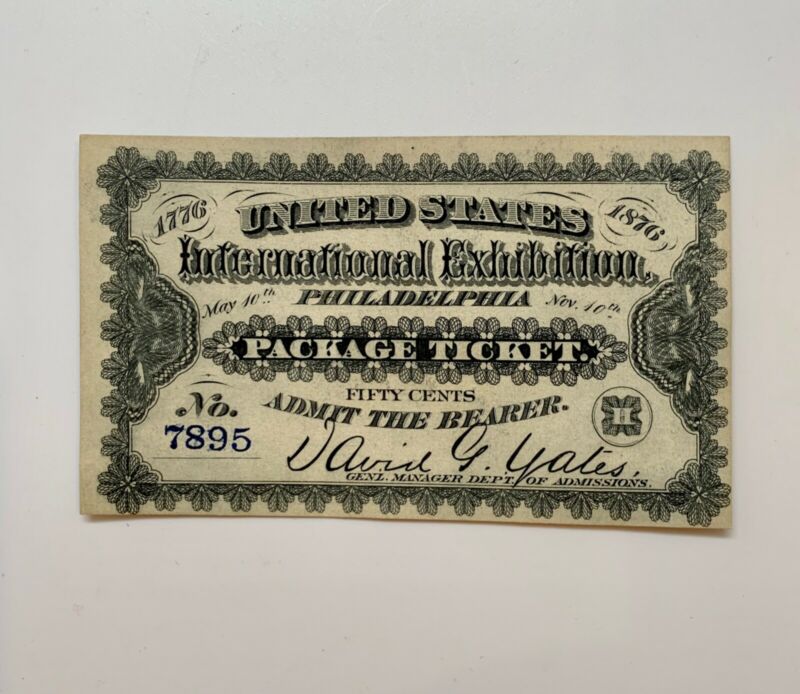 1776 UNITED STATES 1876
International Exhibition.
May 10th PHILADELPHIA Nov. 10th
PACKAGE TICKET.
FIFTY CENTS
No. ADMIT THE BEARER. H
7895
David G. Yates,
GENL. MANAGER DEPT. OF ADMISSIONS.